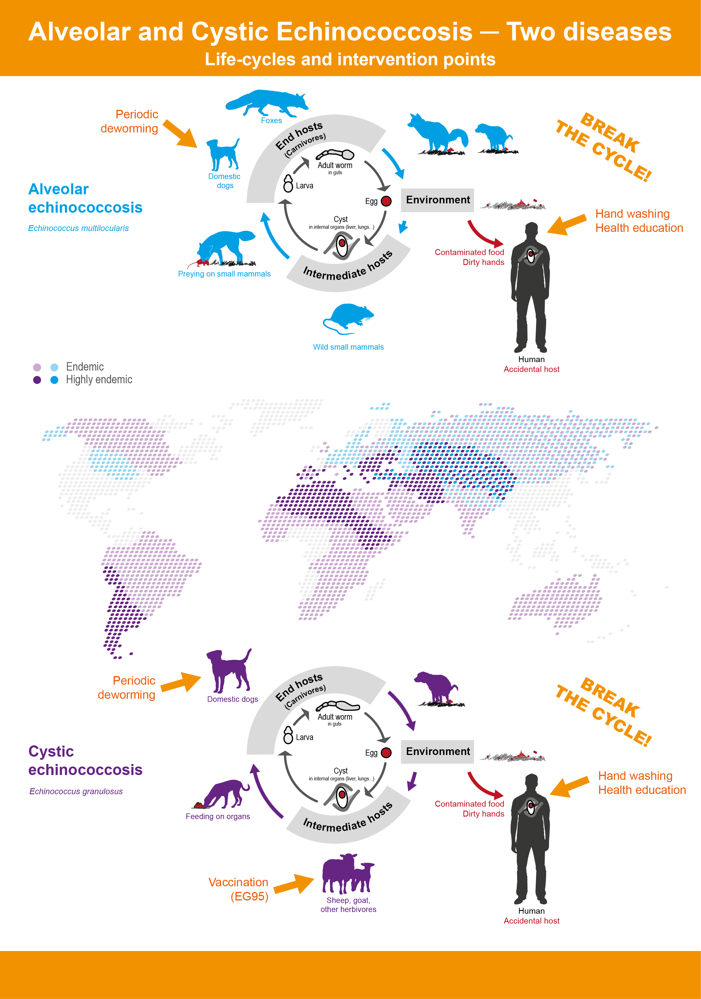 Alveolar and Cystic Echinococcosis — Two diseases
Life-cycles and intervention points
Periodic
deworming
Foxes
Domestic
dogs
End hosts
(Carnivores)
Adult worm
in guts
Larva
Egg
Environment
BREAK
THE CYCLE!
Alveolar
echinococcosis
Echinococcus multilocularis
Cyst
in internal organs (liver, lungs...)
Hand washing
Health education
Contaminated food
Dirty hands
Preying on small mammals
Intermediate hosts
Wild small mammals
Human
Accidental host
Endemic
Highly endemic
Periodic
deworming
Domestic dogs
End hosts
(Carnivores)
Adult worm
in guts
Larva
Egg
Environment
BREAK
THE CYCLE!
Cystic
echinococcosis
Echinococcus granulosus
Cyst
in internal organs (liver, lungs...)
Hand washing
Health education
Contaminated food
Dirty hands
Feeding on organs
Intermediate hosts
Vaccination
(EG95)
Sheep, goat,
other herbivores
Human
Accidental host